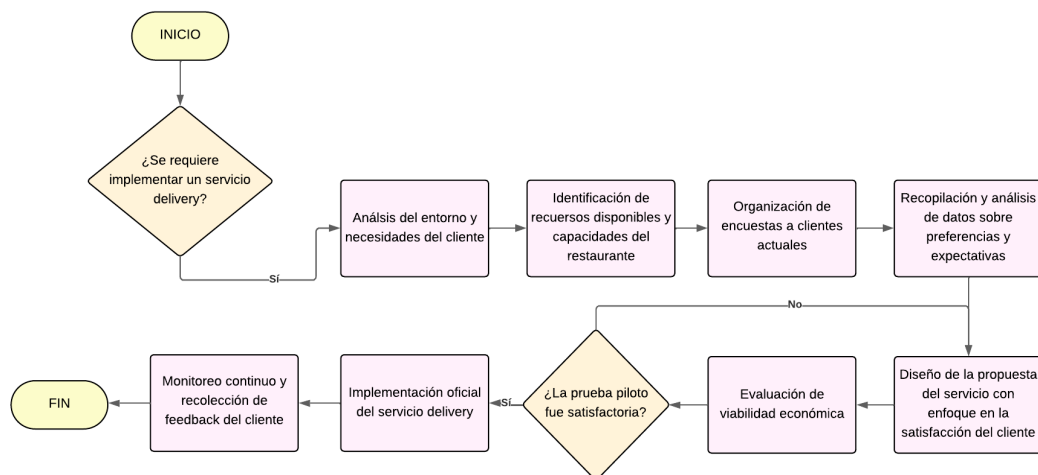 INICIO
¿Se requiere
implementar un servicio
delivery?
Sí
Análsis del entorno y
necesidades del cliente
Identificación de
recuersos disponibles y
capacidades del
restaurante
Organización de
encuestas a clientes
actuales
Recopilación y análisis
de datos sobre
preferencias y
expectativas
No
Diseño de la propuesta
del servicio con
enfoque en la
satisfacción del cliente
Evaluación de
viabilidad económica
¿La prueba piloto
fue satisfactoria?
Sí
Implementación oficial
del servicio delivery
Monitoreo continuo y
recolección de
feedback del cliente
FIN